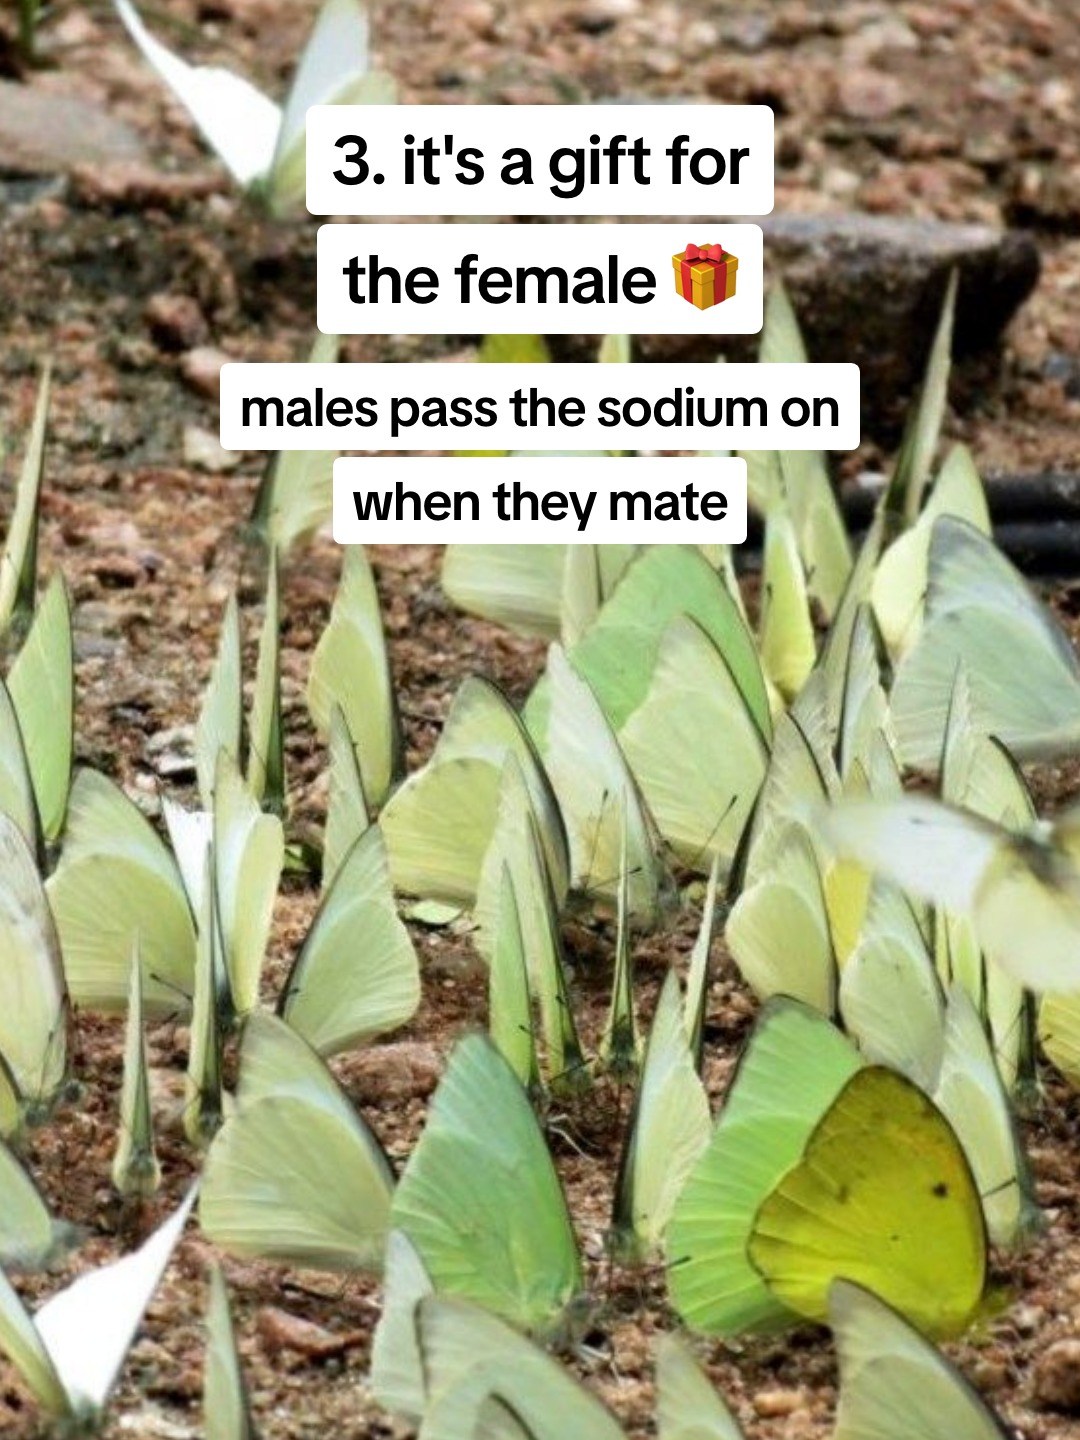 3. it's a gift for
the female 🎁
males pass the sodium on
when they mate